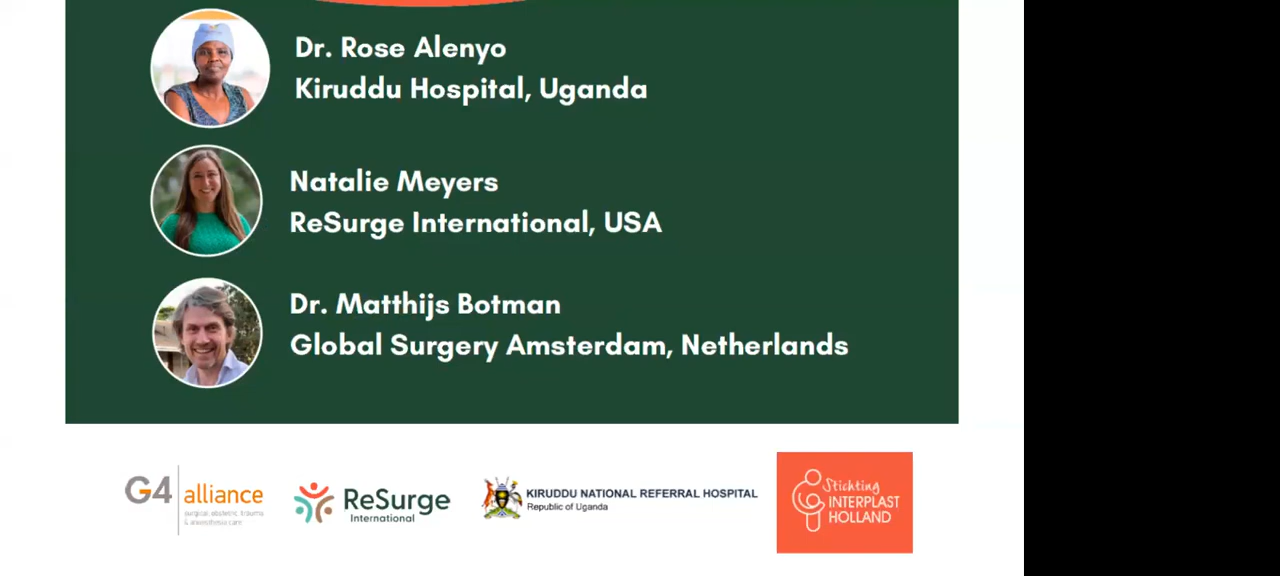 Dr. Rose Alenyo
Kiruddu Hospital, Uganda
Natalie Meyers
ReSurge International, USA
Dr. Matthijs Botman
Global Surgery Amsterdam, Netherlands
G4 alliance
surgical, obstetric, trauma
& anaesthesia care
ReSurge
International
KIRUDDU NATIONAL REFERRAL HOSPITAL
Republic of Uganda
Stichting
INTERPLAST
HOLLAND